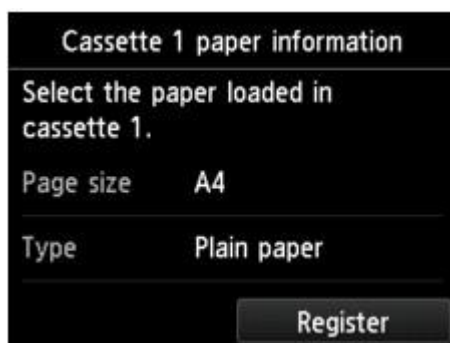 Cassette 1 paper information
Select the paper loaded in
cassette 1.
Page size A4
Type Plain paper
Register